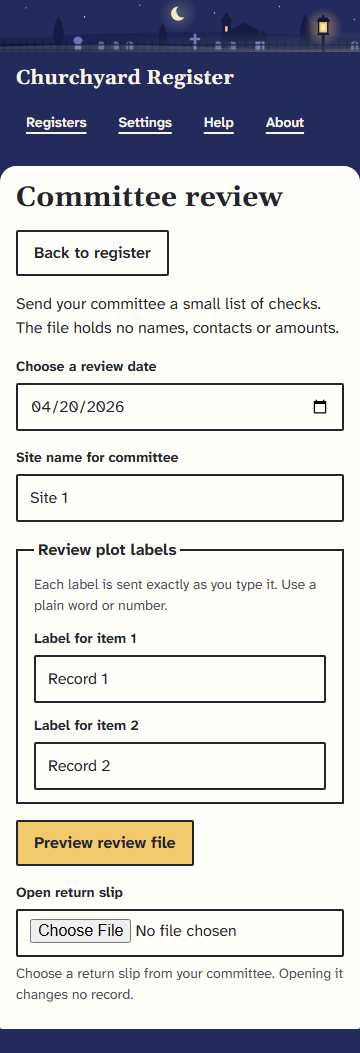 Churchyard Register
Registers Settings Help About
Committee review
Back to register
Send your committee a small list of checks.
The file holds no names, contacts or amounts.
Choose a review date
04/20/2026
Site name for committee
Site 1
Review plot labels
Each label is sent exactly as you type it. Use a
plain word or number.
Label for item 1
Record 1
Label for item 2
Record 2
Preview review file
Open return slip
Choose File No file chosen
Choose a return slip from your committee. Opening it
changes no record.